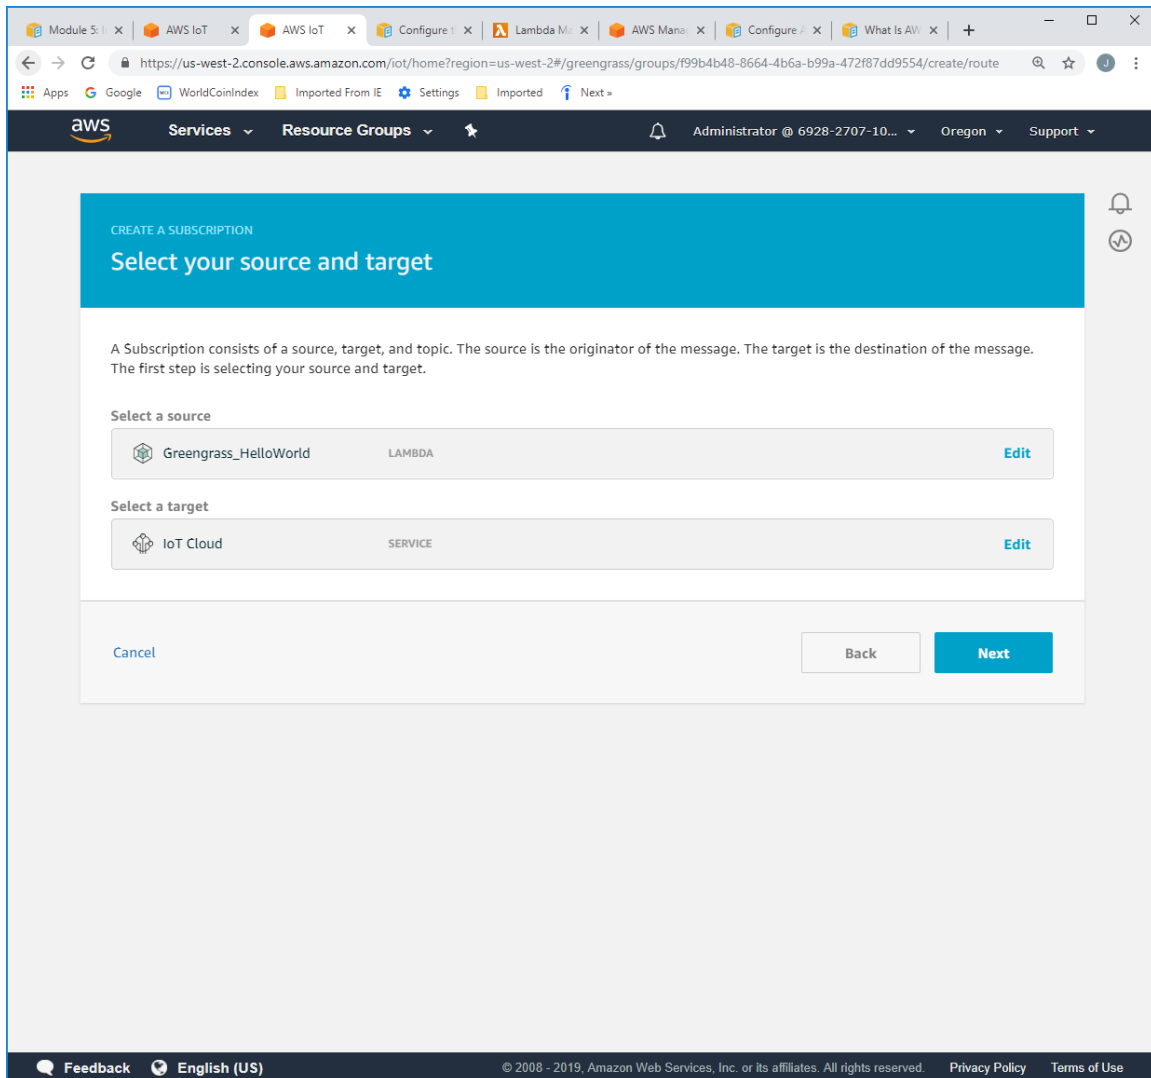 Module 5: I
AWS IoT
AWS IoT
Configure t
Lambda Ma
AWS Mana
Configure A
What Is AW
https://us-west-2.console.aws.amazon.com/iot/home?region=us-west-2#/greengrass/groups/f99b4b48-8664-4b6a-b99a-472f87dd9554/create/route
J
Apps Google WorldCoinIndex Imported From IE Settings Imported Next »
aws Services Resource Groups Administrator @ 6928-2707-10... Oregon Support
CREATE A SUBSCRIPTION
Select your source and target
A Subscription consists of a source, target, and topic. The source is the originator of the message. The target is the destination of the message.
The first step is selecting your source and target.
Select a source
Greengrass_HelloWorld LAMBDA Edit
Select a target
IoT Cloud SERVICE Edit
Cancel Back Next
Feedback English (US) © 2008 - 2019, Amazon Web Services, Inc. or its affiliates. All rights reserved. Privacy Policy Terms of Use